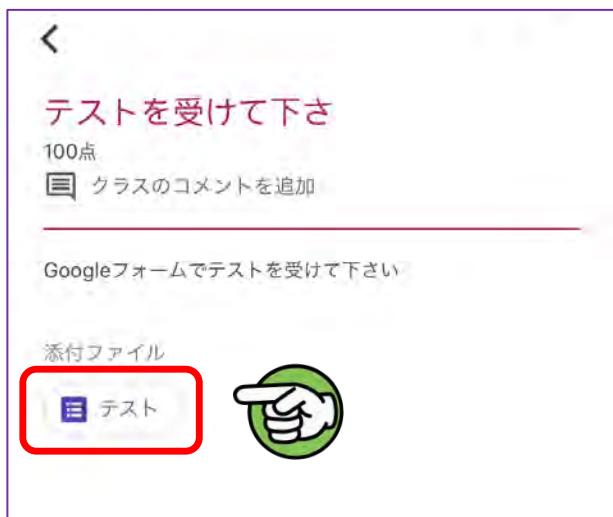 テストを受けて下さ
100点
クラスのコメントを追加
Googleフォームでテストを受けて下さい
添付ファイル
テスト